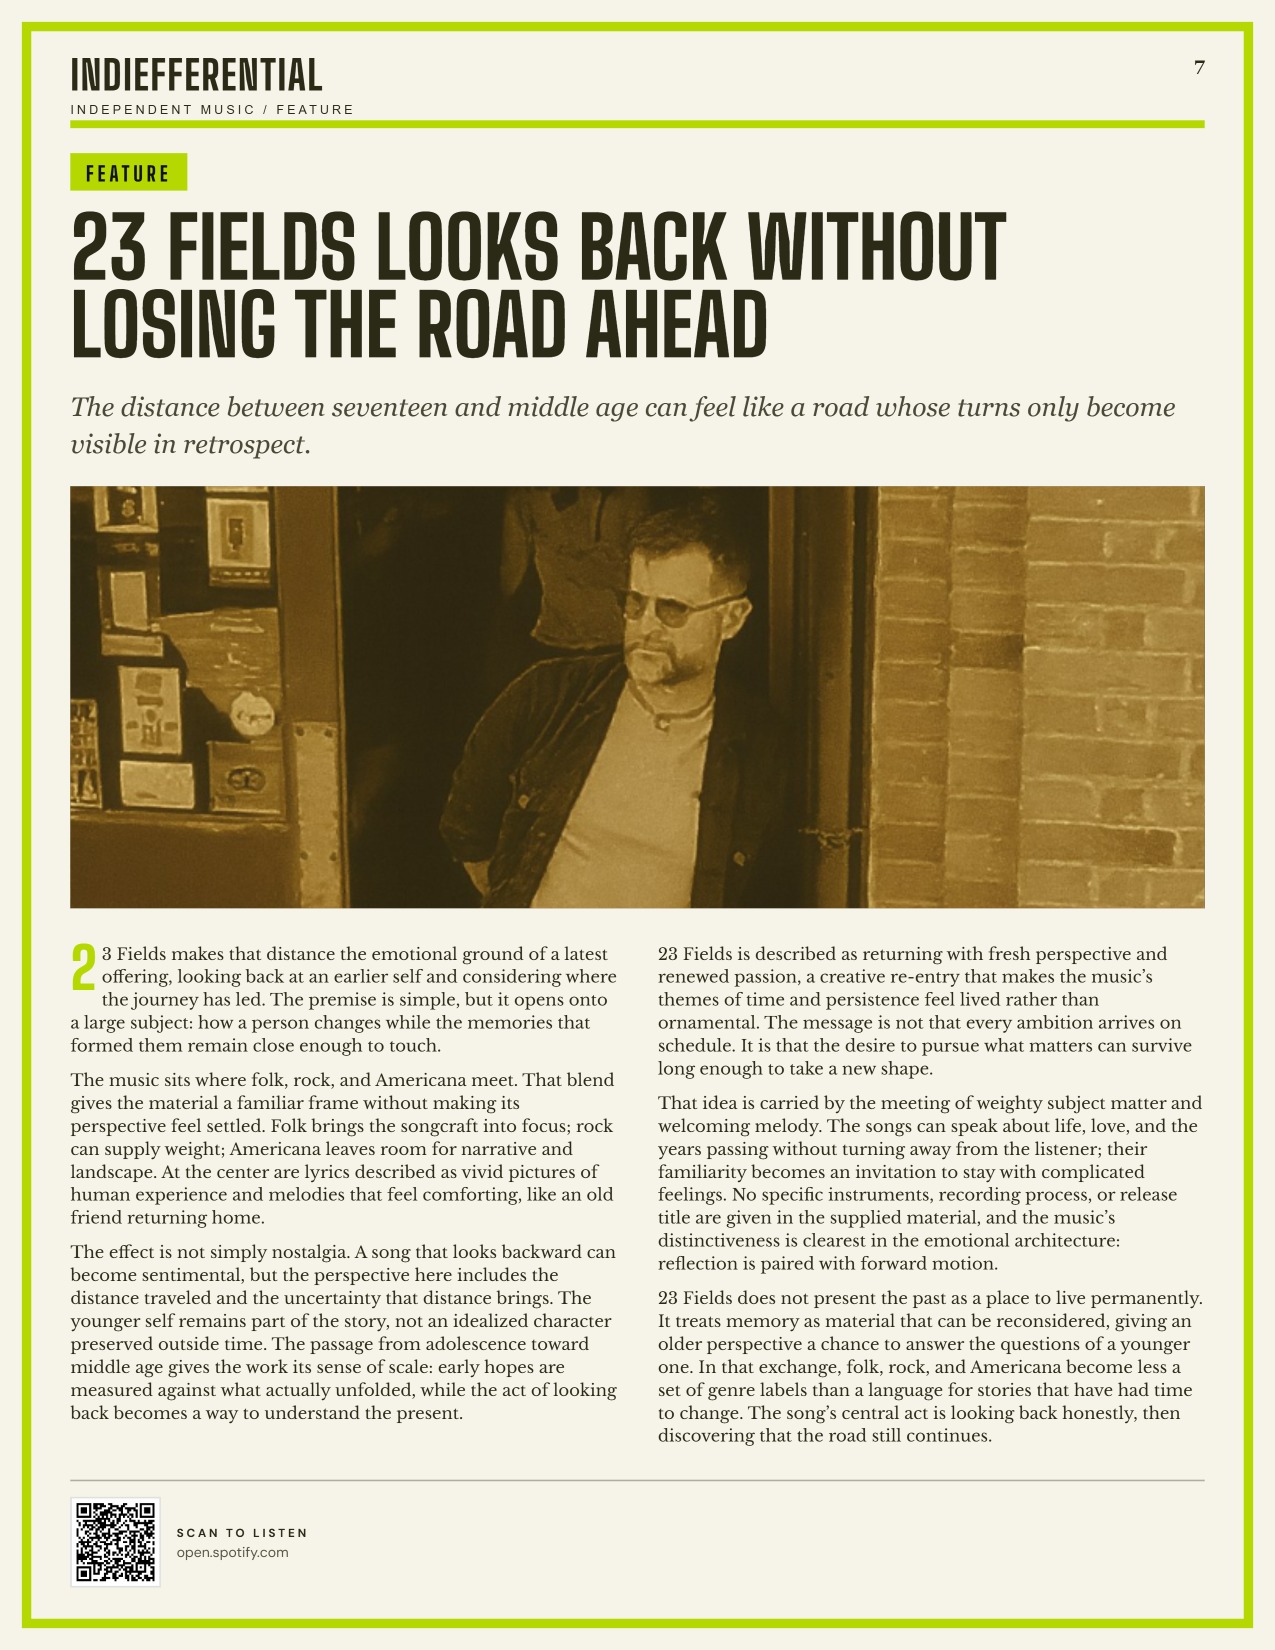 INDIEFFERENTIAL
INDEPENDENT MUSIC / FEATURE
7
FEATURE
23 FIELDS LOOKS BACK WITHOUT
LOSING THE ROAD AHEAD
The distance between seventeen and middle age can feel like a road whose turns only become
visible in retrospect.
23 Fields makes that distance the emotional ground of a latest
offering, looking back at an earlier self and considering where
the journey has led. The premise is simple, but it opens onto
a large subject: how a person changes while the memories that
formed them remain close enough to touch.
The music sits where folk, rock, and Americana meet. That blend
gives the material a familiar frame without making its
perspective feel settled. Folk brings the songcraft into focus; rock
can supply weight; Americana leaves room for narrative and
landscape. At the center are lyrics described as vivid pictures of
human experience and melodies that feel comforting, like an old
friend returning home.
The effect is not simply nostalgia. A song that looks backward can
become sentimental, but the perspective here includes the
distance traveled and the uncertainty that distance brings. The
younger self remains part of the story, not an idealized character
preserved outside time. The passage from adolescence toward
middle age gives the work its sense of scale: early hopes are
measured against what actually unfolded, while the act of looking
back becomes a way to understand the present.
23 Fields is described as returning with fresh perspective and
renewed passion, a creative re-entry that makes the music’s
themes of time and persistence feel lived rather than
ornamental. The message is not that every ambition arrives on
schedule. It is that the desire to pursue what matters can survive
long enough to take a new shape.
That idea is carried by the meeting of weighty subject matter and
welcoming melody. The songs can speak about life, love, and the
years passing without turning away from the listener; their
familiarity becomes an invitation to stay with complicated
feelings. No specific instruments, recording process, or release
title are given in the supplied material, and the music’s
distinctiveness is clearest in the emotional architecture:
reflection is paired with forward motion.
23 Fields does not present the past as a place to live permanently.
It treats memory as material that can be reconsidered, giving an
older perspective a chance to answer the questions of a younger
one. In that exchange, folk, rock, and Americana become less a
set of genre labels than a language for stories that have had time
to change. The song’s central act is looking back honestly, then
discovering that the road still continues.
SCAN TO LISTEN
open.spotify.com